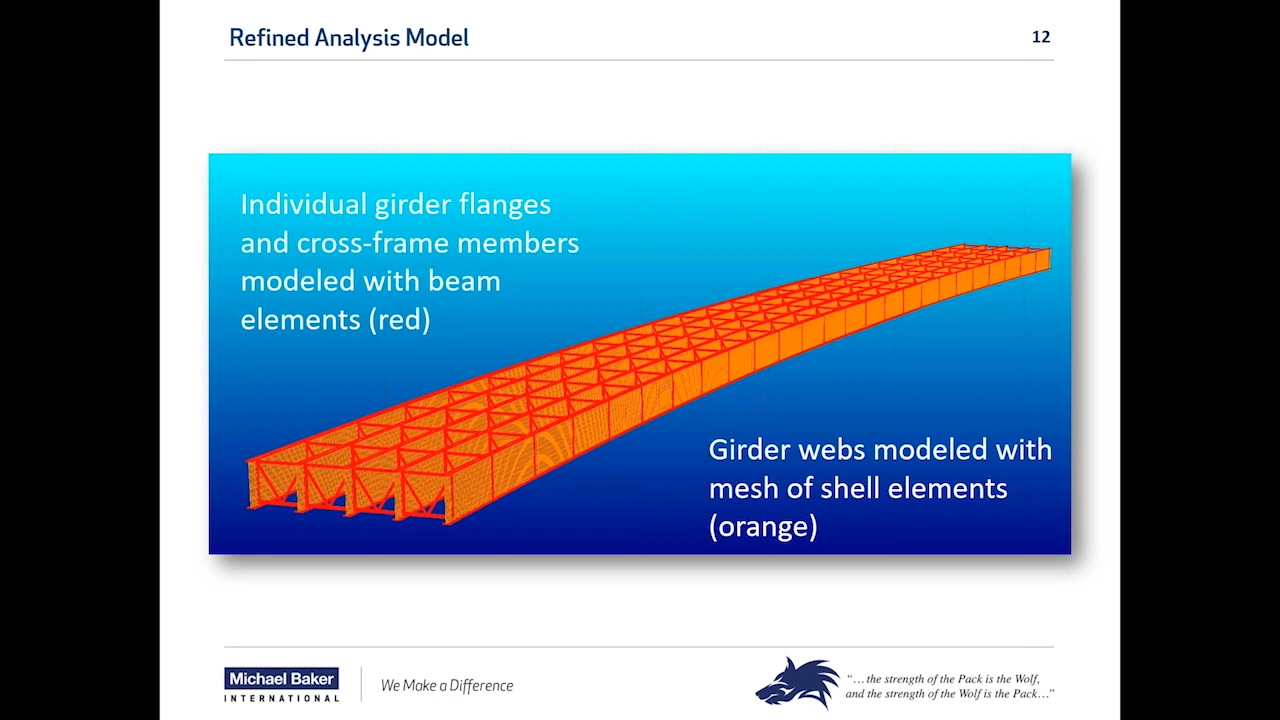 Refined Analysis Model
12
Individual girder flanges
and cross-frame members
modeled with beam
elements (red)
Girder webs modeled with
mesh of shell elements
(orange)
Michael Baker
INTERNATIONAL
We Make a Difference
“…the strength of the Pack is the Wolf,
and the strength of the Wolf is the Pack…”